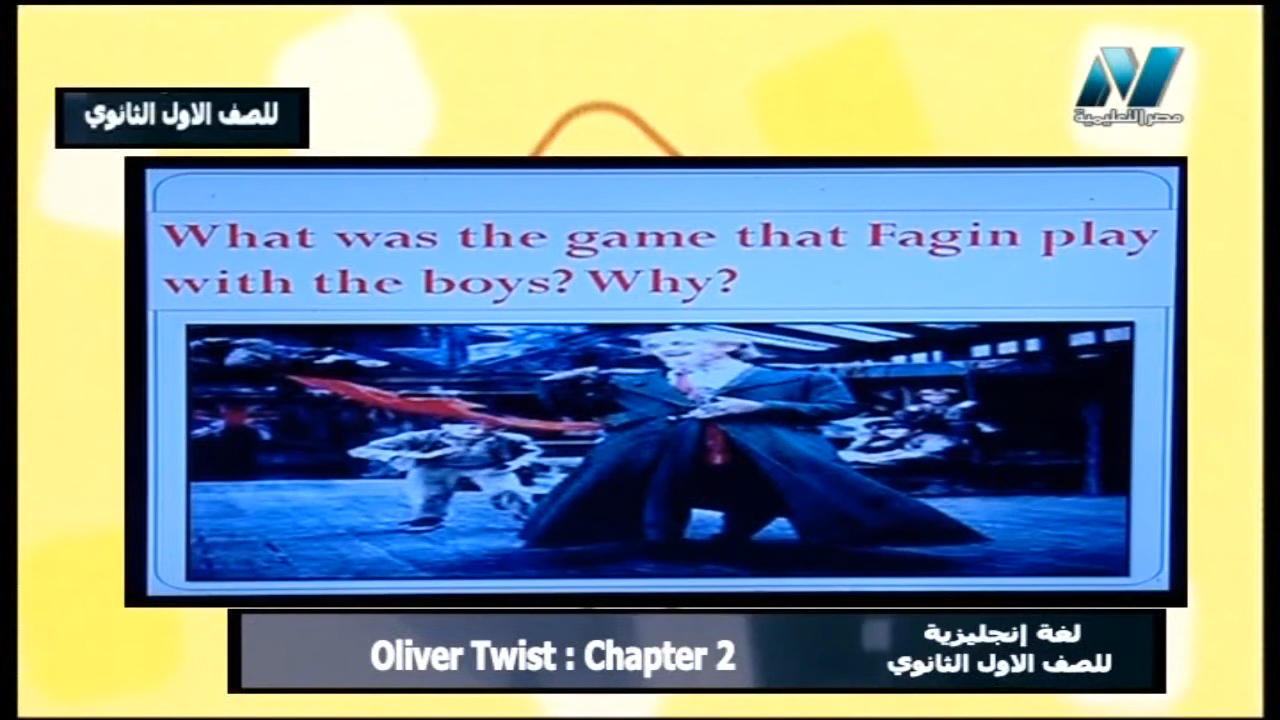 للصف الاول الثانوي
مصر التعليمية
What was the game that Fagin play
with the boys? Why?
Oliver Twist : Chapter 2
لغة إنجليزية
للصف الاول الثانوي